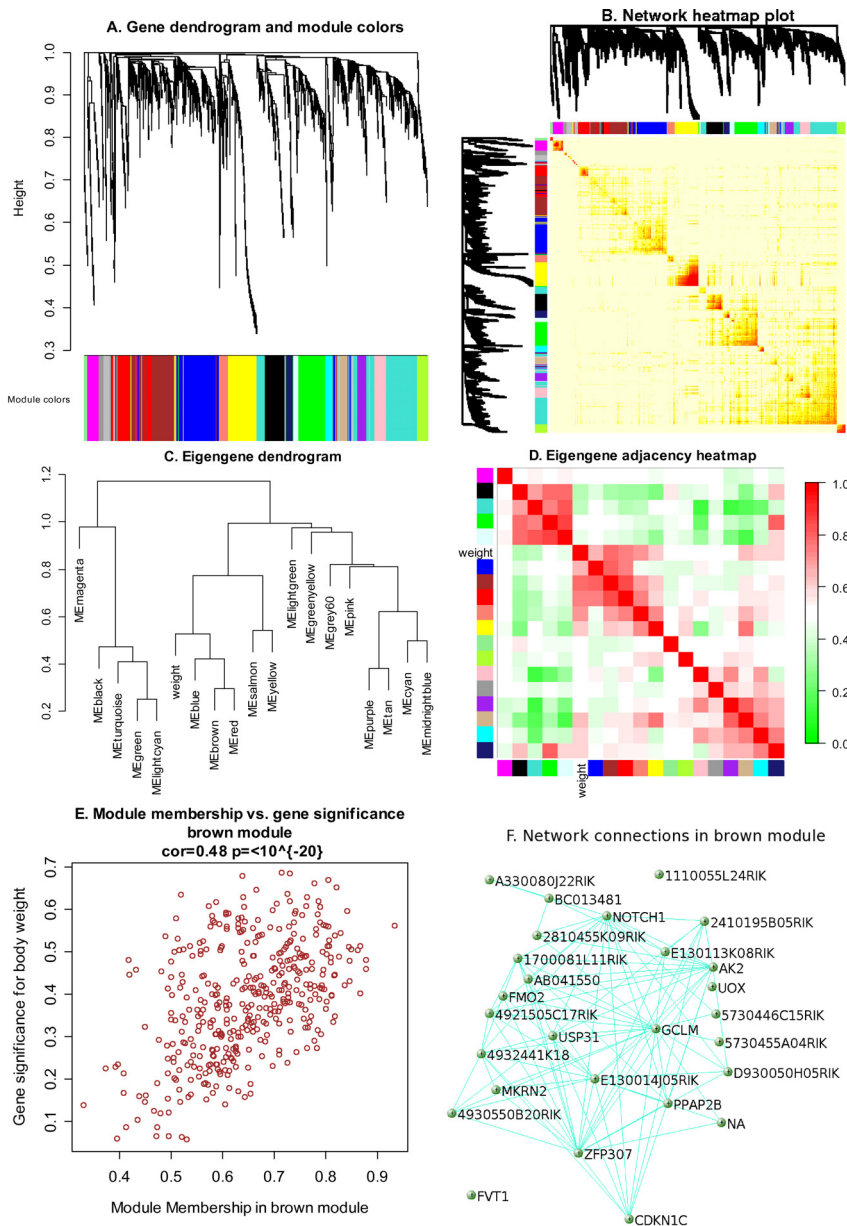 A. Gene dendrogram and module colors
Height
1.0
0.9
0.8
0.7
0.6
0.5
0.4
0.3
Module colors
B. Network heatmap plot
C. Eigengene dendrogram
1.2
1.0
0.8
0.6
0.4
0.2
MEmagenta
MEblack
MEturquoise
MEgreen
MElightcyan
weight
MEblue
MEbrown
MEred
MEsalmon
MEyellow
MElightgreen
MEgreenyellow
MEgrey60
MEpink
MEpurple
MEtan
MEcyan
MEmidnightblue
D. Eigengene adjacency heatmap
weight
weight
1.0
0.8
0.6
0.4
0.2
0.0
E. Module membership vs. gene significance
brown module
cor=0.48 p=<10^{-20}
Gene significance for body weight
0.7
0.6
0.5
0.4
0.3
0.2
0.1
0.4 0.5 0.6 0.7 0.8 0.9
Module Membership in brown module
F. Network connections in brown module
A330080J22RIK
1110055L24RIK
BC013481
NOTCH1
2410195B05RIK
2810455K09RIK
E130113K08RIK
1700081L11RIK
AK2
AB041550
UOX
FMO2
4921505C17RIK
5730446C15RIK
USP31
GCLM
5730455A04RIK
4932441K18
E130014J05RIK
D930050H05RIK
MKRN2
PPAP2B
4930550B20RIK
NA
ZFP307
FVT1
CDKN1C